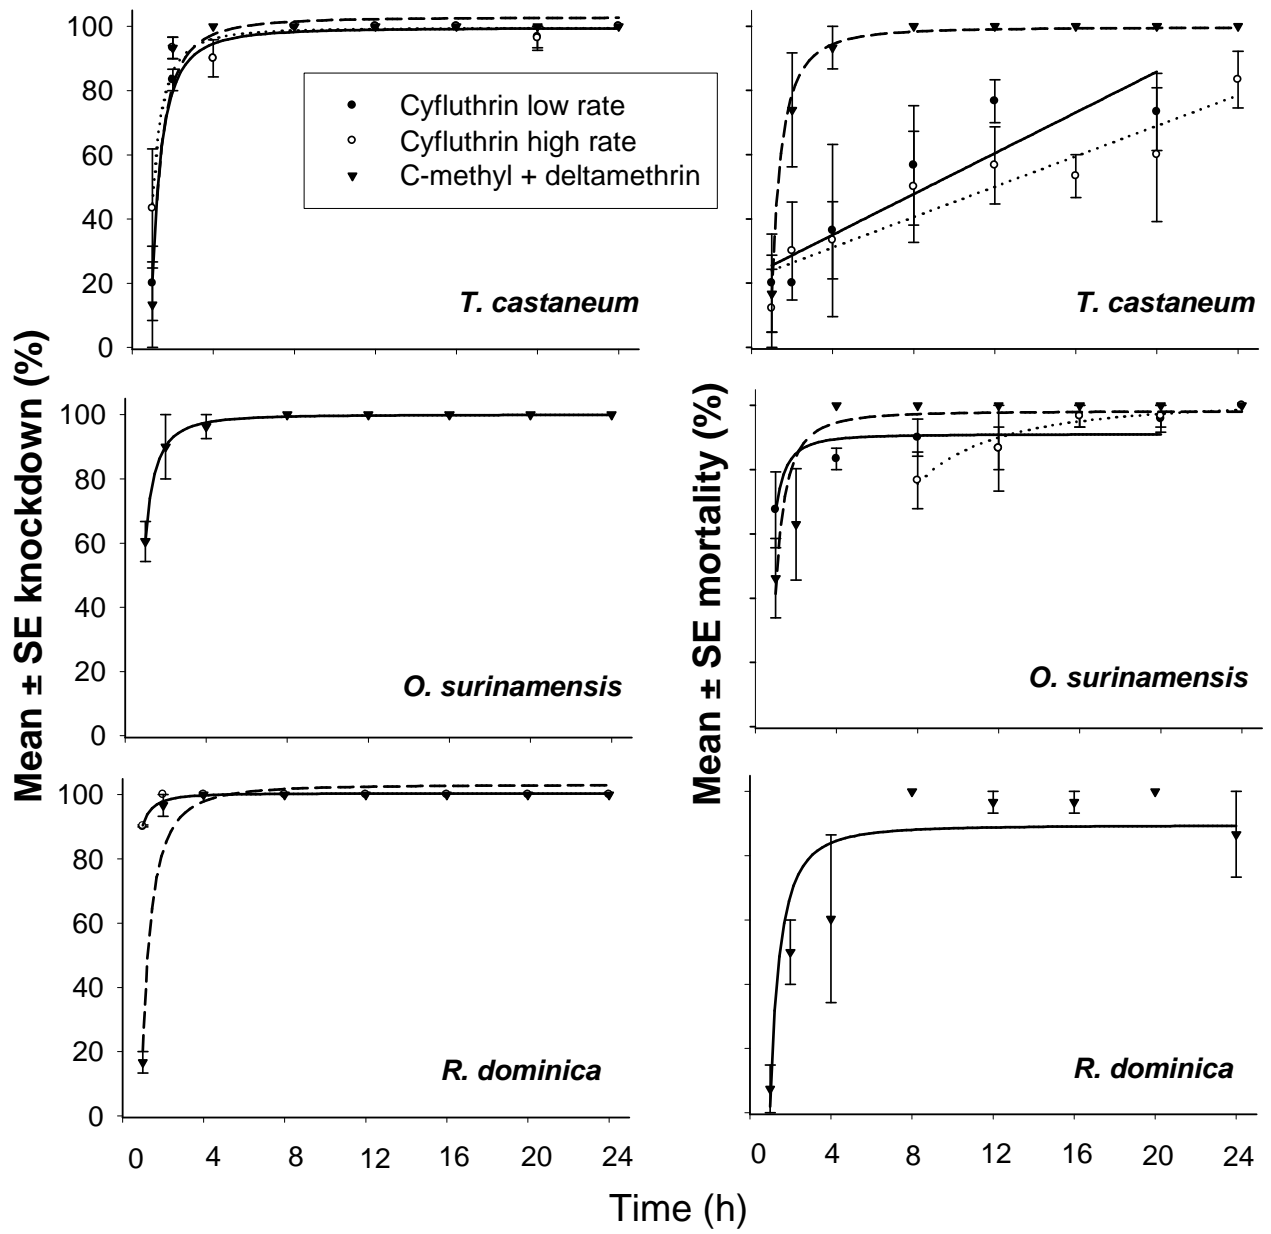 100
80
60
40
20
0
Cyfluthrin low rate
Cyfluthrin high rate
C-methyl + deltamethrin
T. castaneum
T. castaneum
Mean ± SE knockdown (%)
100
80
60
40
20
0
O. surinamensis
Mean ± SE mortality (%)
O. surinamensis
100
80
60
40
20
0
R. dominica
R. dominica
0 4 8 12 16 20 24
0 4 8 12 16 20 24
Time (h)